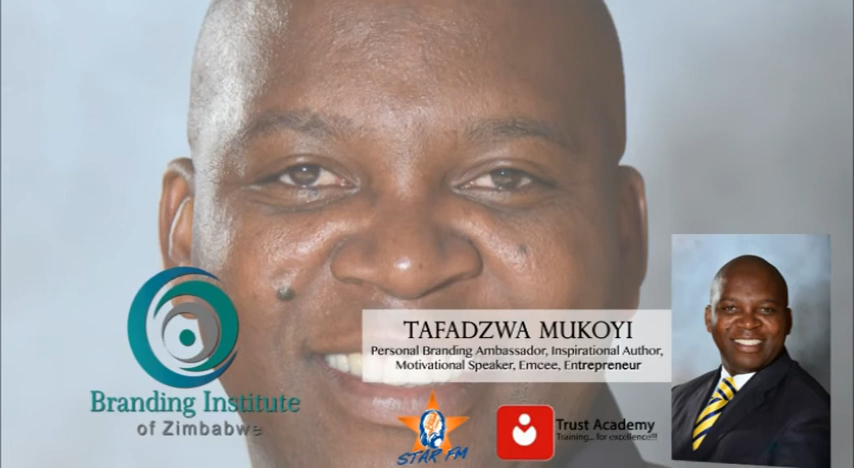 TAFADZWA MUKOYI
Personal Branding Ambassador, Inspirational Author,
Motivational Speaker, Emcee, Entrepreneur
Branding Institute
of Zimbabwe
STAR FM
Trust Academy
Training... for excellence!!!